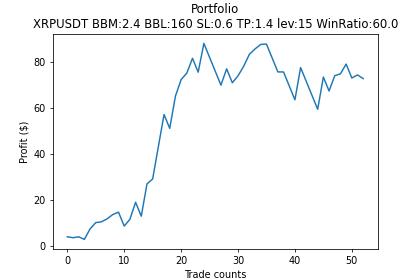 Portfolio
XRPUSDT BBM:2.4 BBL:160 SL:0.6 TP:1.4 lev:15 WinRatio:60.0
80
60
40
20
0
Profit ($)
0 10 20 30 40 50
Trade counts